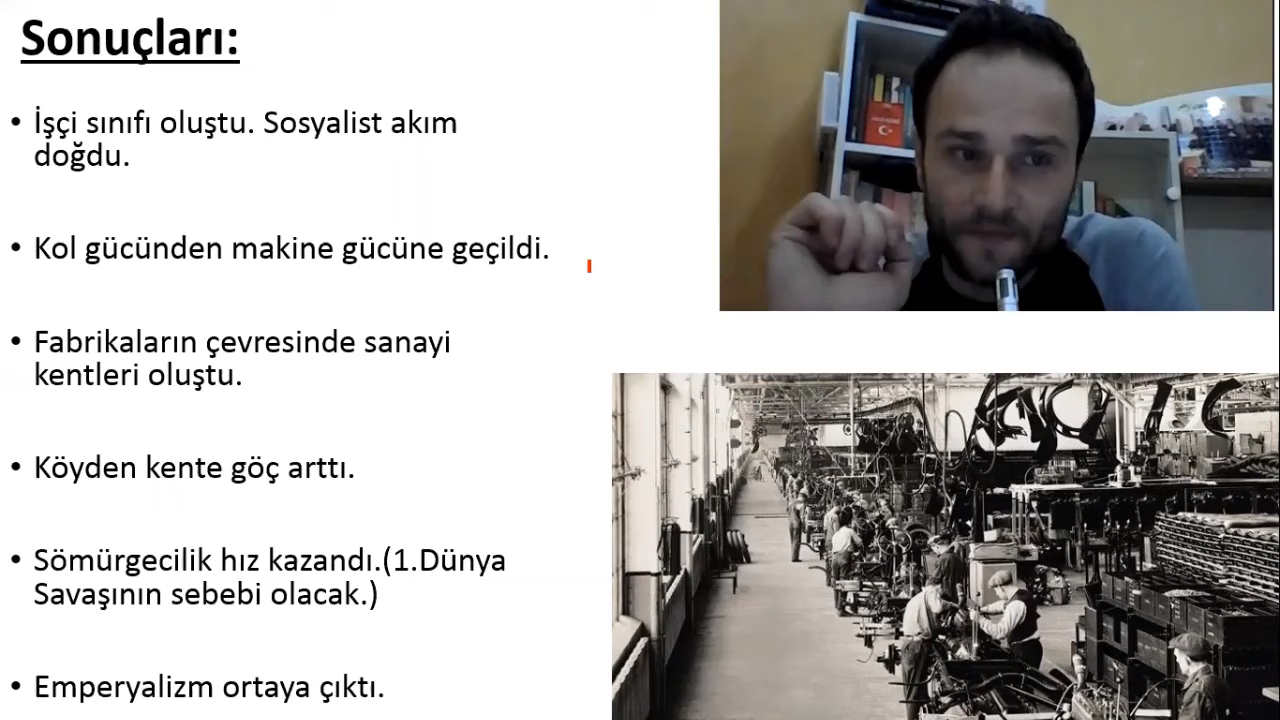 Sonuçları:
• İşçi sınıfı oluştu. Sosyalist akım
doğdu.
• Kol gücünden makine gücüne geçildi.
• Fabrikaların çevresinde sanayi
kentleri oluştu.
• Köyden kente göç arttı.
• Sömürgecilik hız kazandı.(1.Dünya
Savaşının sebebi olacak.)
• Emperyalizm ortaya çıktı.